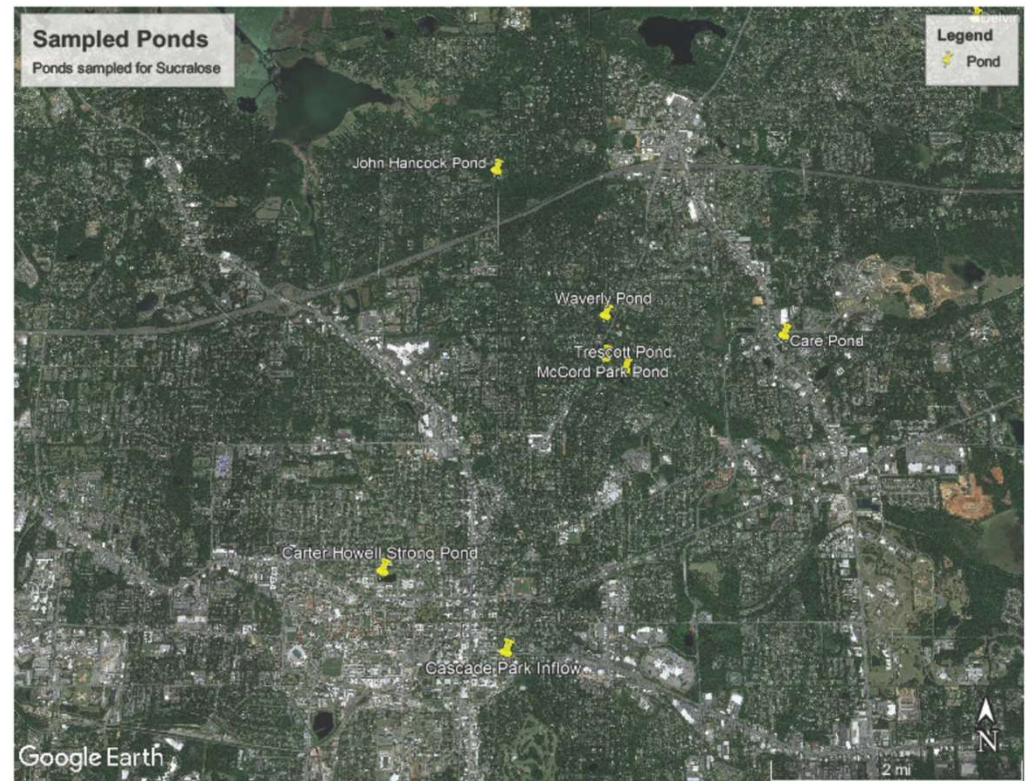 Sampled Ponds
Ponds sampled for Sucralose
Legend
Pond
John Hancock Pond
Waverly Pond
Care Pond
Trescott Pond
McCord Park Pond
Carter Howell Strong Pond
Cascade Park Inflow
Google Earth
N
2 mi